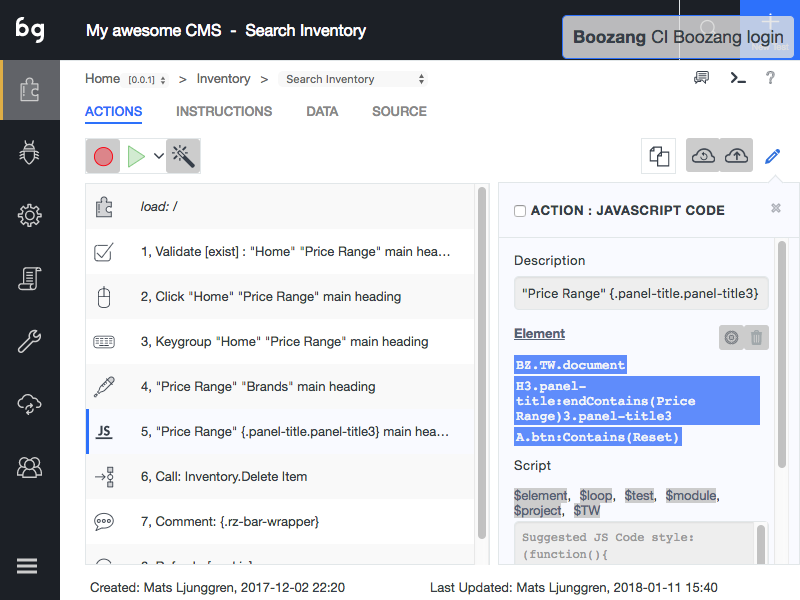 bg My awesome CMS - Search Inventory
Boozang CI Boozang login
Home [0.0.1] > Inventory > Search Inventory
?
ACTIONS INSTRUCTIONS DATA SOURCE
load: /
1, Validate [exist] : "Home" "Price Range" main hea...
2, Click "Home" "Price Range" main heading
3, Keygroup "Home" "Price Range" main heading
4, "Price Range" "Brands" main heading
JS 5, "Price Range" {.panel-title.panel-title3} main hea...
6, Call: Inventory.Delete Item
7, Comment: {.rz-bar-wrapper}
ACTION : JAVASCRIPT CODE
Description
"Price Range" {.panel-title.panel-title3}
Element
BZ.TW.document
H3.panel-
title:endContains(Price
Range)3.panel-title3
A.btn:Contains(Reset)
Script
$element, $loop, $test, $module,
$project, $TW
Suggested JS Code style:
(function(){
Created: Mats Ljunggren, 2017-12-02 22:20
Last Updated: Mats Ljunggren, 2018-01-11 15:40